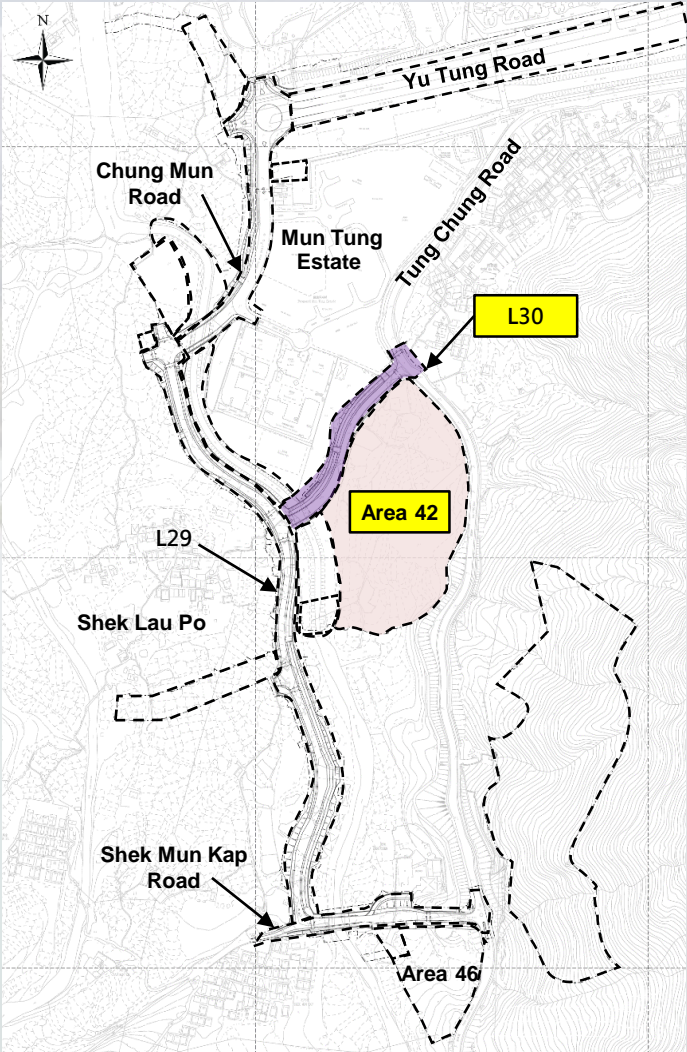 N
Yu Tung Road
Chung Mun
Road
Tung Chung Road
Mun Tung
Estate
L30
Area 42
L29
Shek Lau Po
Shek Mun Kap
Road
Area 46